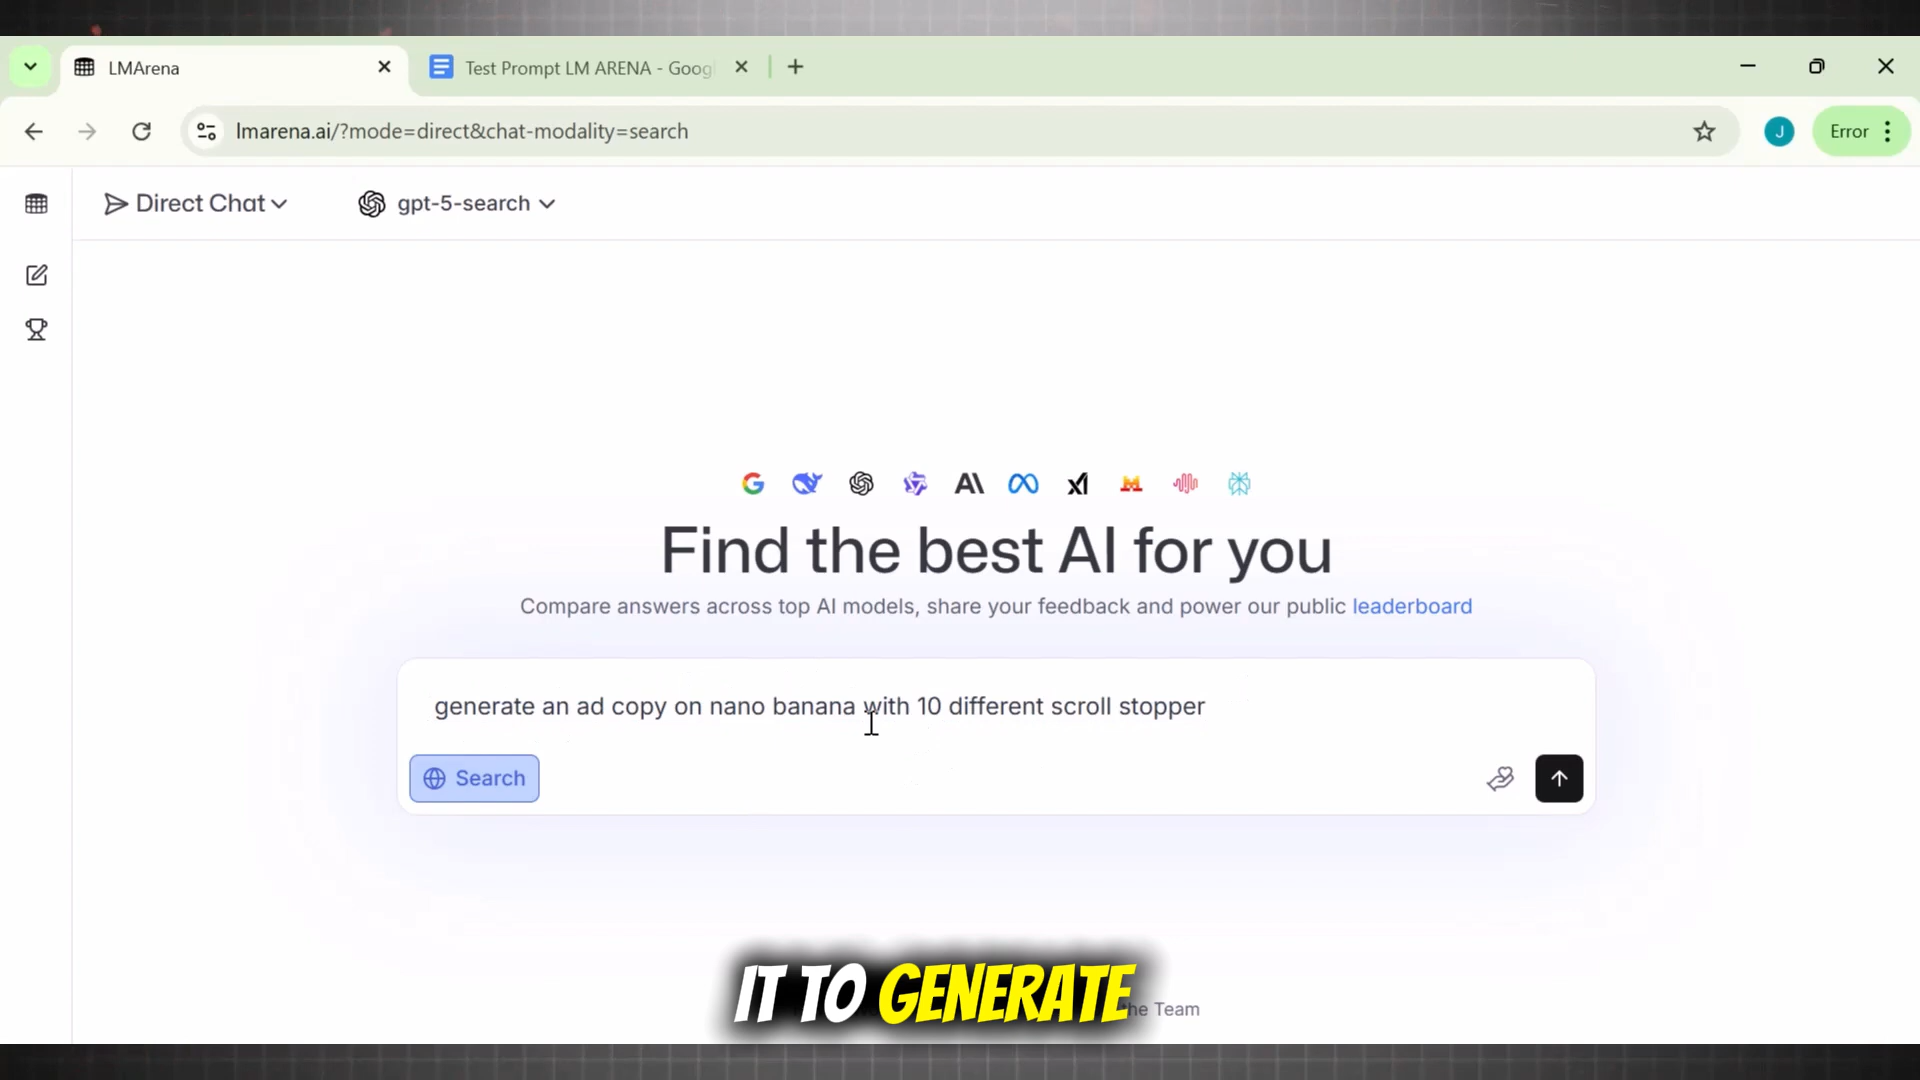 LMArena
Test Prompt LM ARENA - Goog
lmarena.ai/?mode=direct&chat-modality=search
J
Error
Direct Chat
gpt-5-search
Find the best AI for you
Compare answers across top AI models, share your feedback and power our public leaderboard
generate an ad copy on nano banana with 10 different scroll stopper
Search
IT TO GENERATE
the Team